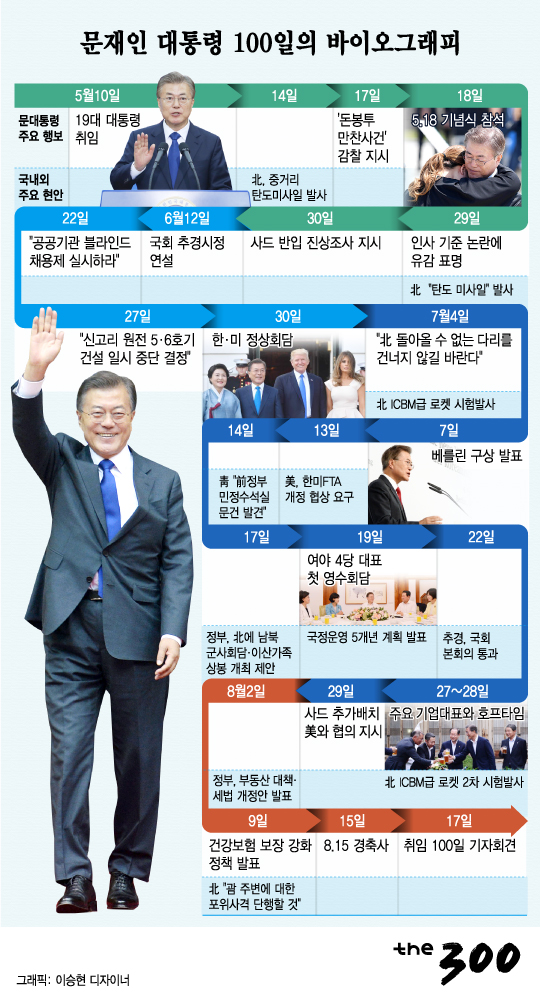 문재인 대통령 100일의 바이오그래피
5월10일
14일
17일
18일
문대통령
주요 행보
19대 대통령
취임
'돈봉투
만찬사건'
감찰 지시
5.18 기념식 참석
국내외
주요 현안
北, 중거리
탄도미사일 발사
22일
6월12일
30일
29일
"공공기관 블라인드
채용제 실시하라"
국회 추경시정
연설
사드 반입 진상조사 지시
인사 기준 논란에
유감 표명
北 "탄도 미사일" 발사
27일
30일
7월4일
"신고리 원전 5·6호기
건설 일시 중단 결정"
한·미 정상회담
"北 돌아올 수 없는 다리를
건너지 않길 바란다"
北 ICBM급 로켓 시험발사
14일
13일
7일
베를린 구상 발표
靑 "前정부
민정수석실
문건 발견"
美, 한미FTA
개정 협상 요구
17일
19일
22일
여야 4당 대표
첫 영수회담
정부, 北에 남북
군사회담·이산가족
상봉 개최 제안
국정운영 5개년 계획 발표
추경, 국회
본회의 통과
8월2일
29일
27~28일
사드 추가배치
美와 협의 지시
주요 기업대표와 호프타임
정부, 부동산 대책·
세법 개정안 발표
北 ICBM급 로켓 2차 시험발사
9일
15일
17일
건강보험 보장 강화
정책 발표
8.15 경축사
취임 100일 기자회견
北 "괌 주변에 대한
포위사격 단행할 것"
the 300
그래픽: 이승현 디자이너